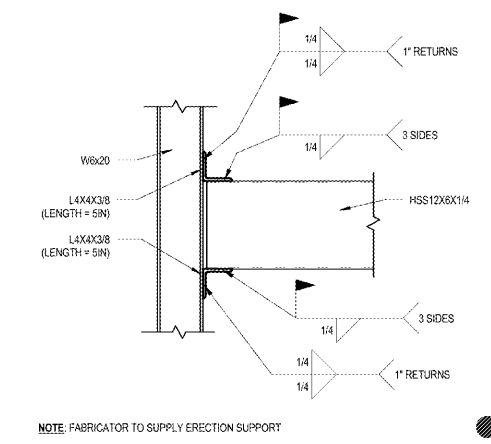 1/4
1/4
1" RETURNS
1/4
3 SIDES
W6x20
L4X4X3/8
(LENGTH = 5IN)
HSS12X6X1/4
L4X4X3/8
(LENGTH = 5IN)
1/4
3 SIDES
1/4
1/4
1" RETURNS
NOTE: FABRICATOR TO SUPPLY ERECTION SUPPORT